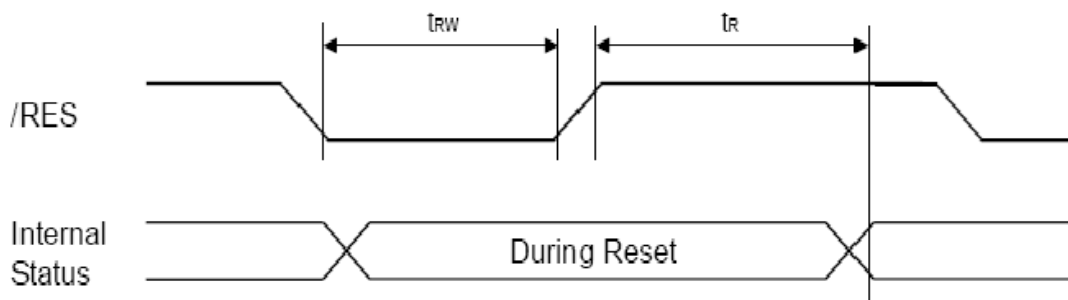 tRW
tR
/RES
Internal
Status
During Reset